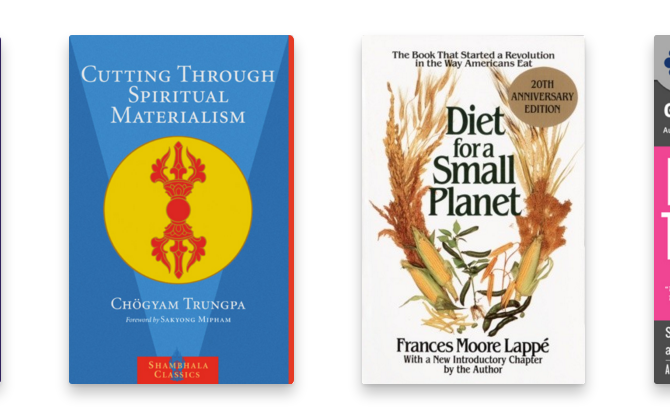 CUTTING THROUGH
SPIRITUAL
MATERIALISM
CHÖGYAM TRUNGPA
Foreword by SAKYONG MIPHAM
SHAMBHALA
CLASSICS
The Book That Started a Revolution
in the Way Americans Eat
20TH
ANNIVERSARY
EDITION
Diet
for a
Small
Planet
Frances Moore Lappé
With a New Introductory Chapter
by the Author